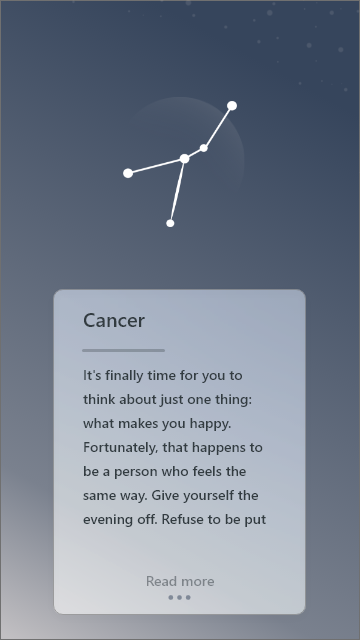 Cancer
It's finally time for you to
think about just one thing:
what makes you happy.
Fortunately, that happens to
be a person who feels the
same way. Give yourself the
evening off. Refuse to be put
Read more